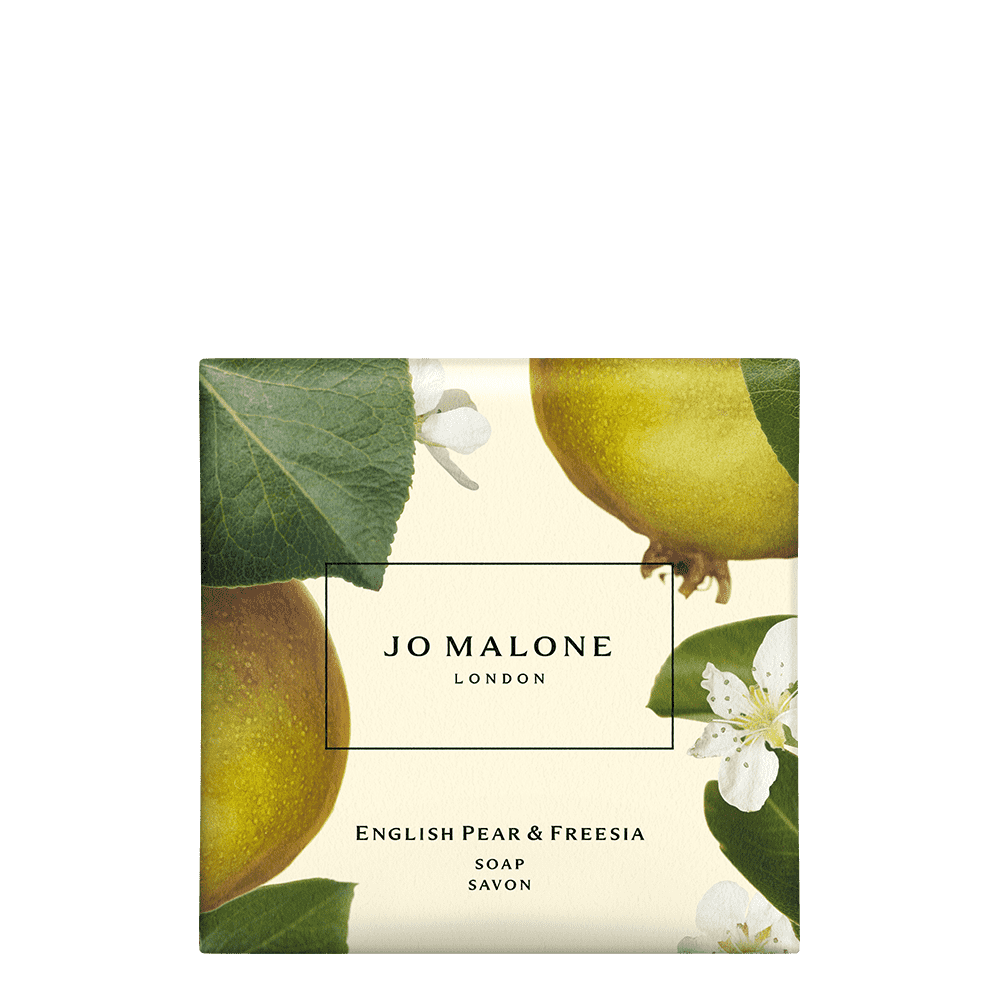 JO MALONE
LONDON
ENGLISH PEAR & FREESIA
SOAP
SAVON